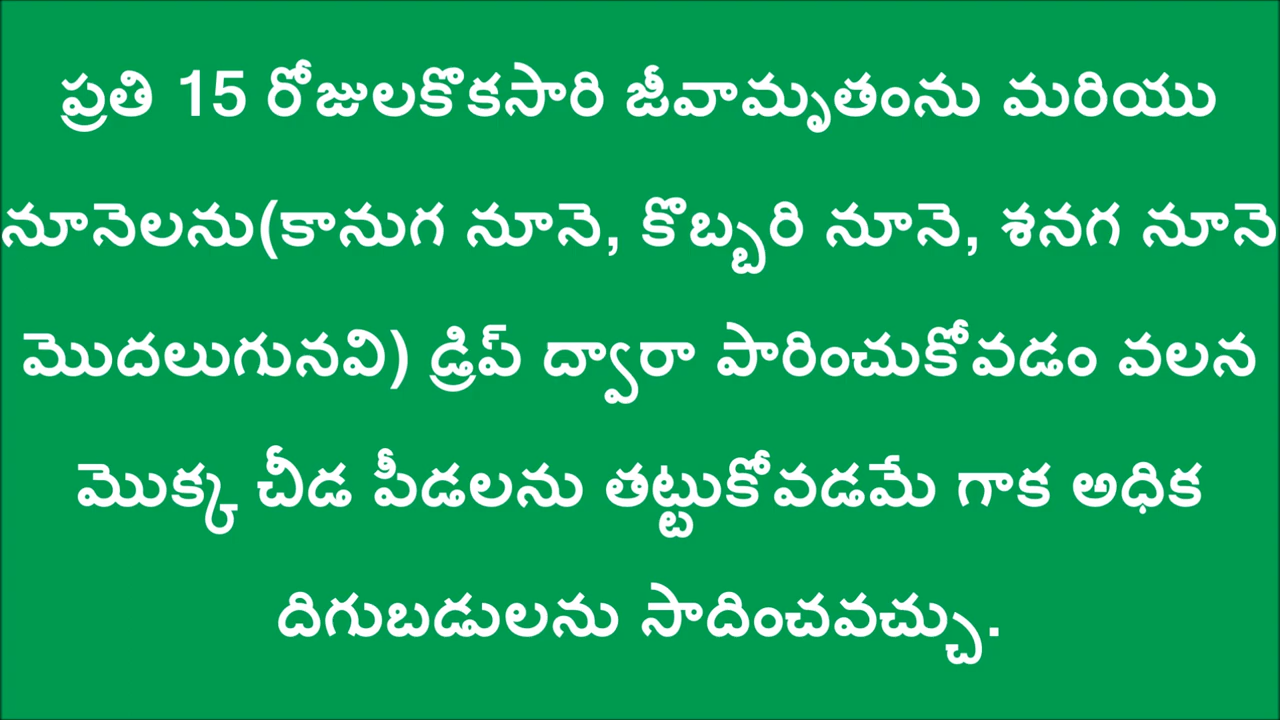 ప్రతి 15 రోజులకొకసారి జీవామృతంను మరియు
నూనెలను(కానుగ నూనె, కొబ్బరి నూనె, శనగ నూనె
మొదలుగునవి) డ్రిప్ ద్వారా పారించుకోవడం వలన
మొక్క చీడ పీడలను తట్టుకోవడమే గాక అధిక
దిగుబడులను సాదించవచ్చు.